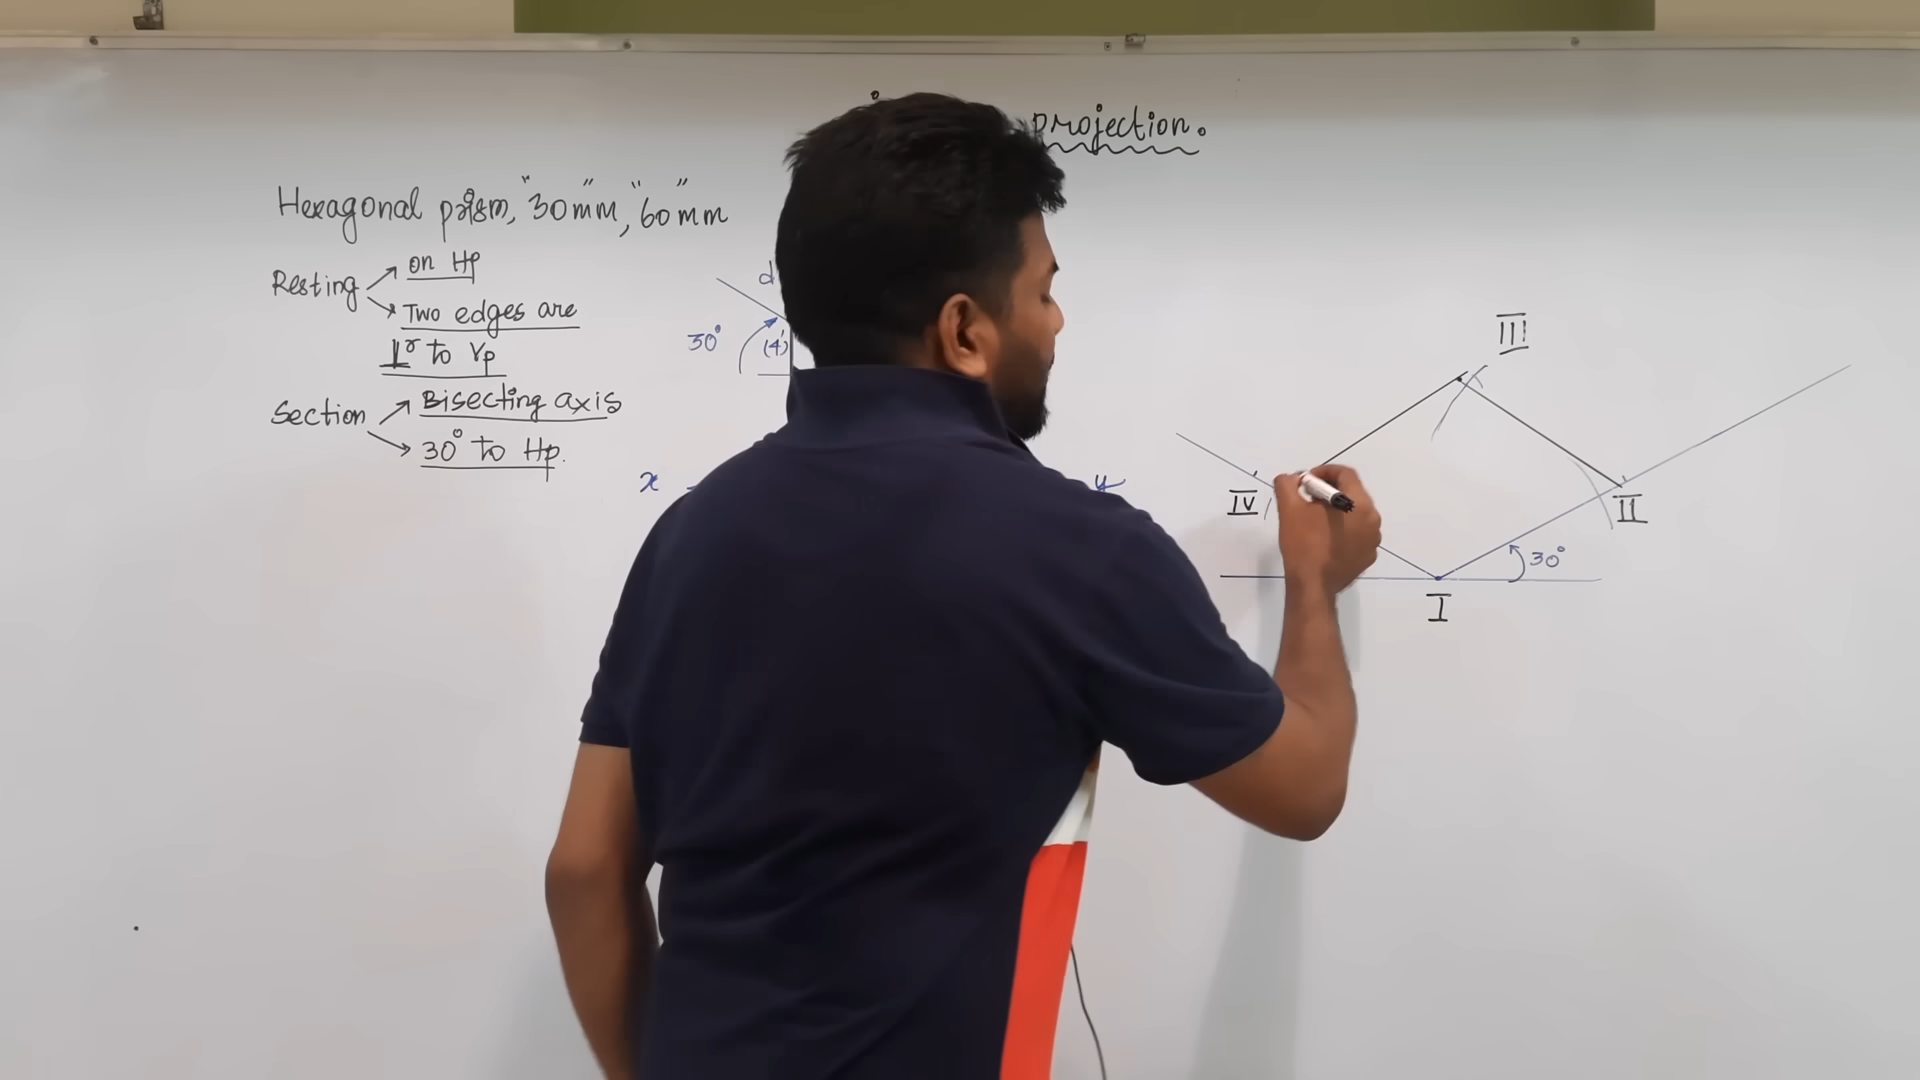 projection.
Hexagonal prism, "30"mm, "60"mm
Resting → on Hp
→ Two edges are
⊥r to Vp
Section → Bisecting axis
→ 30° to Hp.
d
30°
(4')
x
y
III
IV
II
30°
I